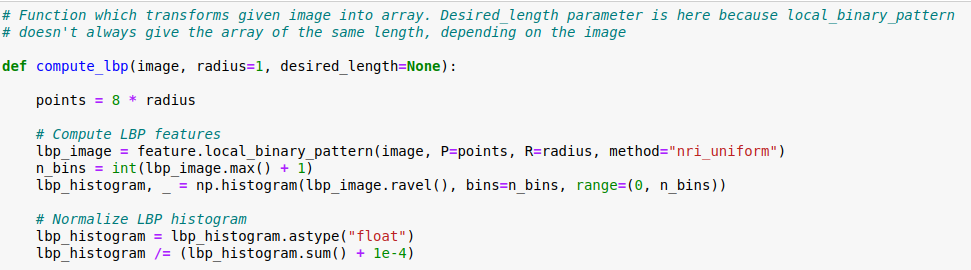 # Function which transforms given image into array. Desired_length parameter is here because local_binary_pattern
# doesn't always give the array of the same length, depending on the image
def compute_lbp(image, radius=1, desired_length=None):
points = 8 * radius
# Compute LBP features
lbp_image = feature.local_binary_pattern(image, P=points, R=radius, method="nri_uniform")
n_bins = int(lbp_image.max() + 1)
lbp_histogram, _ = np.histogram(lbp_image.ravel(), bins=n_bins, range=(0, n_bins))
# Normalize LBP histogram
lbp_histogram = lbp_histogram.astype("float")
lbp_histogram /= (lbp_histogram.sum() + 1e-4)